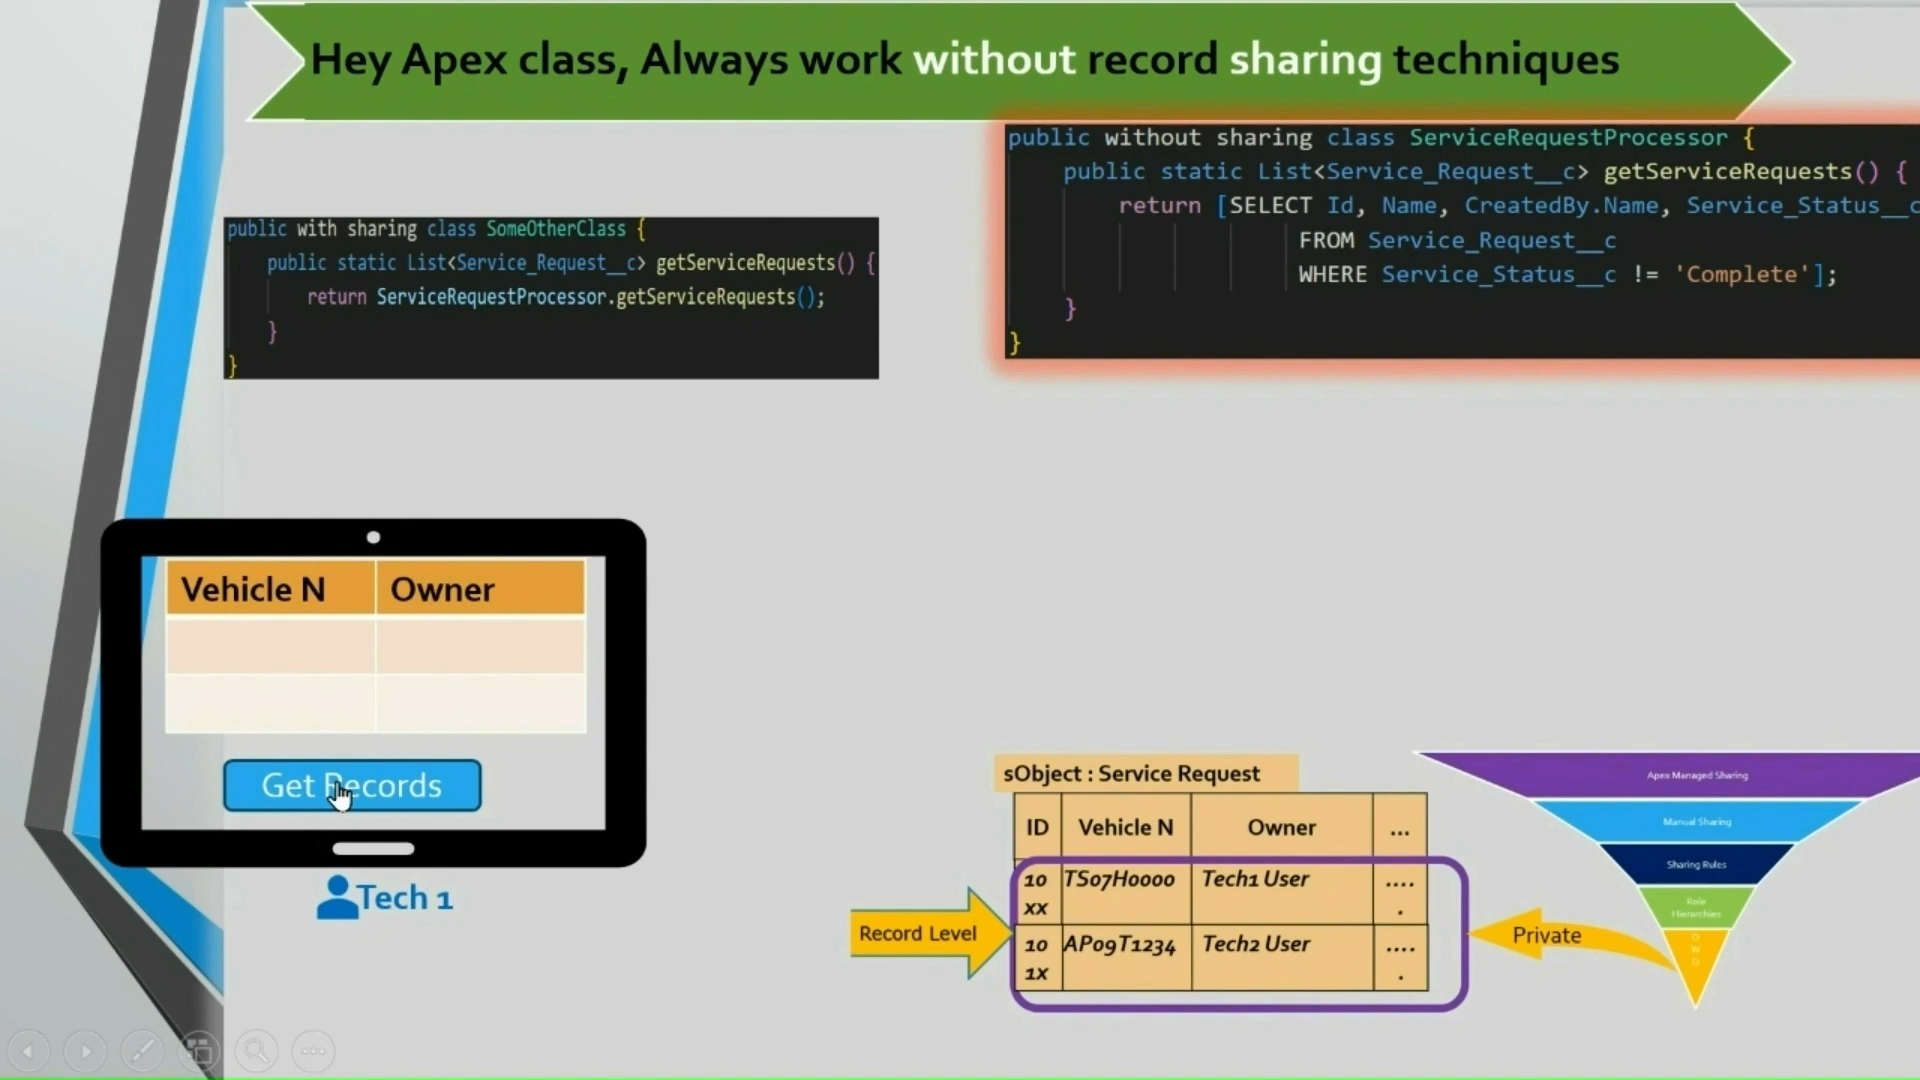 Hey Apex class, Always work without record sharing techniques
public with sharing class SomeOtherClass {
public static List<Service_Request__c> getServiceRequests() {
return ServiceRequestProcessor.getServiceRequests();
}
}
public without sharing class ServiceRequestProcessor {
public static List<Service_Request__c> getServiceRequests() {
return [SELECT Id, Name, CreatedBy.Name, Service_Status__c
FROM Service_Request__c
WHERE Service_Status__c != 'Complete'];
}
}
Vehicle N Owner
Get Records
Tech 1
sObject : Service Request
ID Vehicle N Owner ...
10 TS07H0000 Tech1 User ....
xx .
10 AP09T1234 Tech2 User ....
1x .
Record Level
Private
Apex Managed Sharing
Manual Sharing
Sharing Rules
Role
Hierarchies
O
W
D